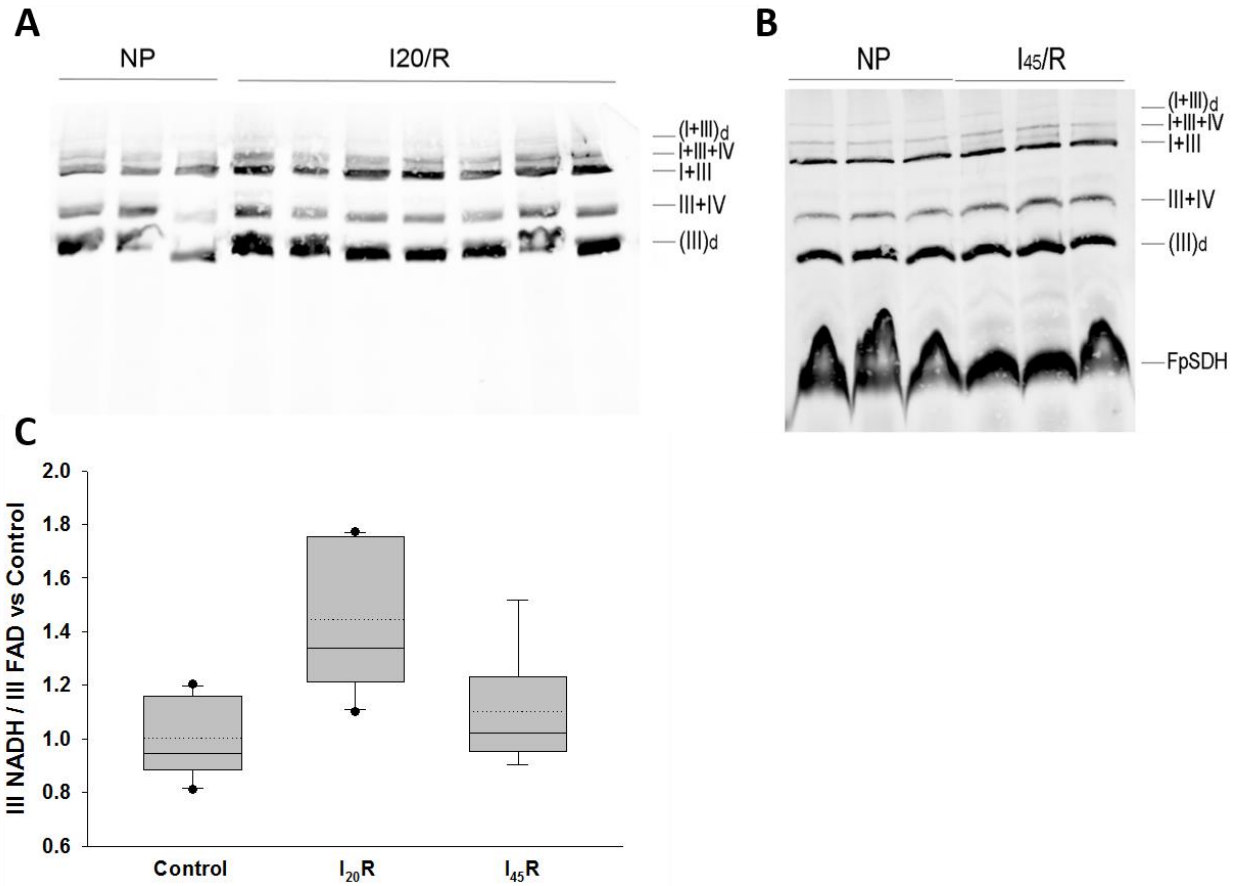 A
NP
I20/R
(I+III)d
I+III+IV
I+III
III+IV
(III)d
B
NP
I45/R
(I+III)d
I+III+IV
I+III
III+IV
(III)d
FpSDH
C
III NADH / III FAD vs Control
2.0
1.8
1.6
1.4
1.2
1.0
0.8
0.6
Control
I20R
I45R